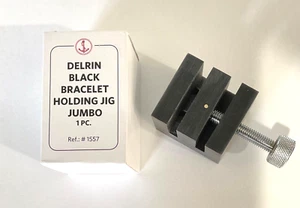 DELRIN
BLACK
BRACELET
HOLDING JIG
JUMBO
1 PC.
Ref.: # 1557